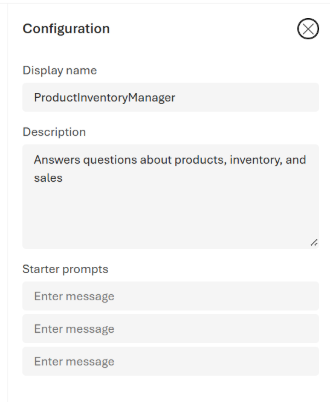 Configuration
Display name
ProductInventoryManager
Description
Answers questions about products, inventory, and
sales
Starter prompts
Enter message
Enter message
Enter message